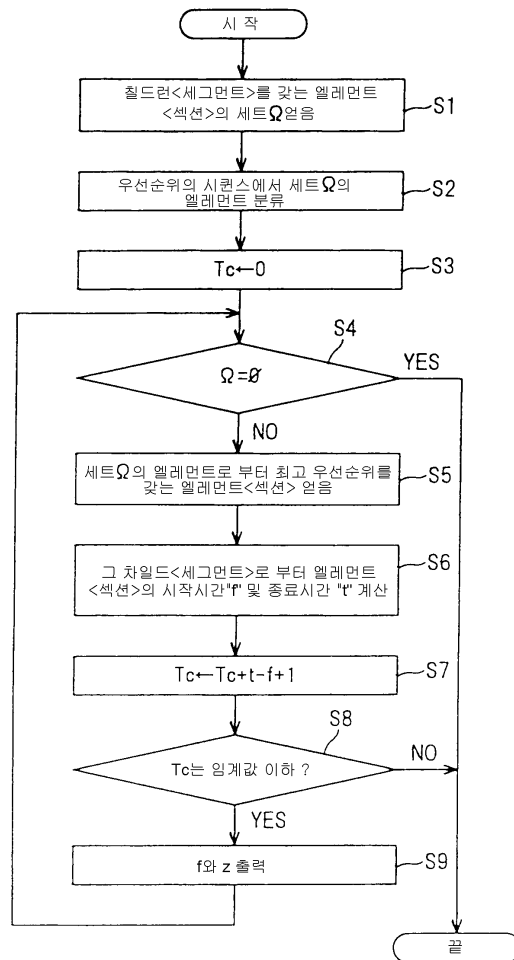 시 작
칠드런<세그먼트>를 갖는 엘레먼트
<섹션>의 세트Ω얻음
S1
우선순위의 시퀀스에서 세트Ω의
엘레먼트 분류
S2
Tc←0
S3
S4
Ω=∅
YES
NO
세트Ω의 엘레먼트로 부터 최고 우선순위를
갖는 엘레먼트<섹션> 얻음
S5
그 차일드<세그먼트>로 부터 엘레먼트
<섹션>의 시작시간"f" 및 종료시간 "t" 계산
S6
Tc←Tc+t-f+1
S7
S8
Tc는 임계값 이하 ?
NO
YES
f와 z 출력
S9
끝